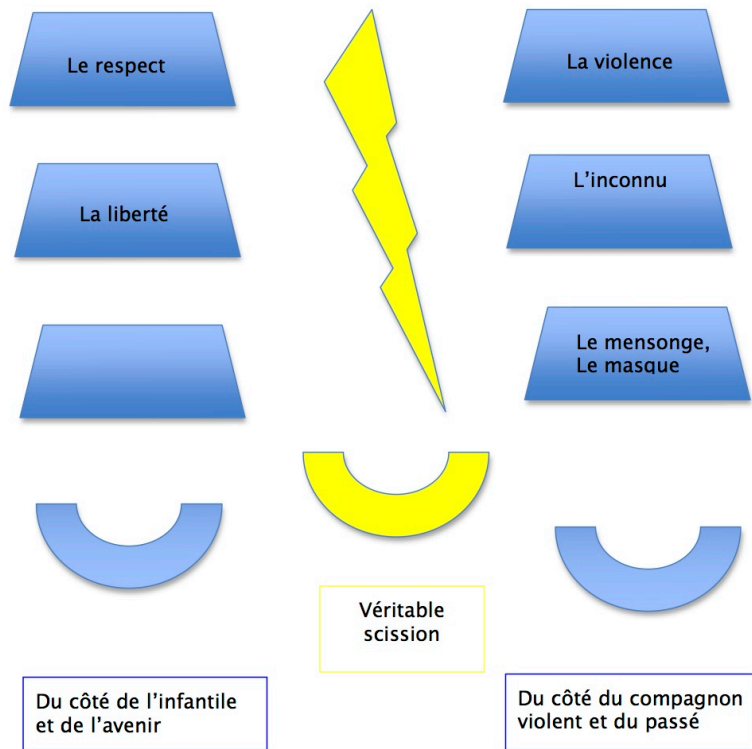 Le respect
La violence
La liberté
L'inconnu
Le mensonge,
Le masque
Véritable
scission
Du côté de l'infantile
et de l'avenir
Du côté du compagnon
violent et du passé